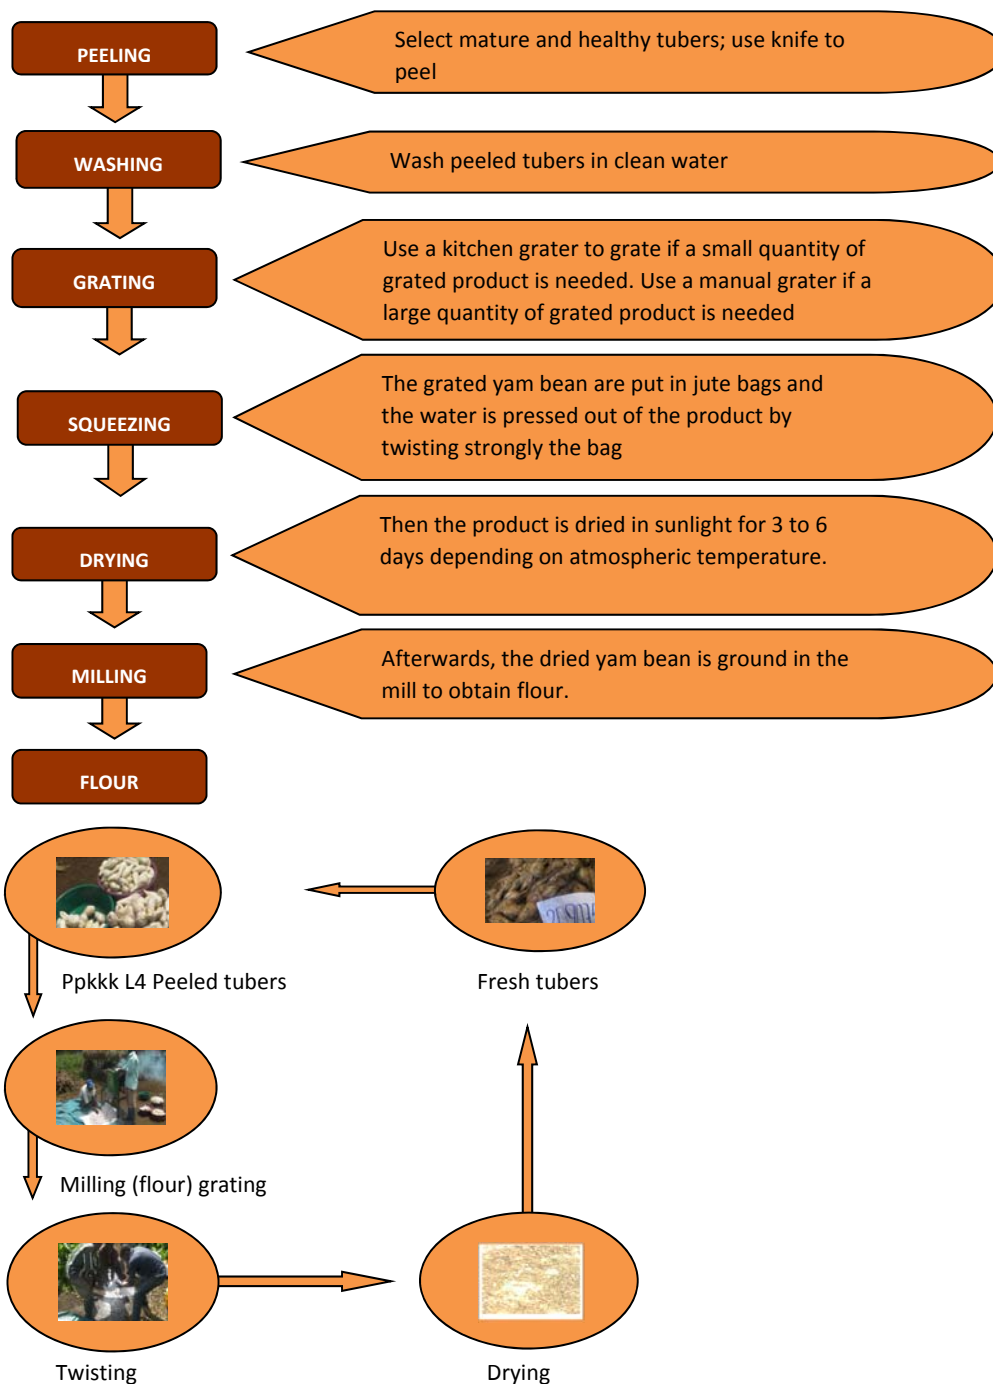 PEELING
Select mature and healthy tubers; use knife to
peel
WASHING
Wash peeled tubers in clean water
GRATING
Use a kitchen grater to grate if a small quantity of
grated product is needed. Use a manual grater if a
large quantity of grated product is needed
SQUEEZING
The grated yam bean are put in jute bags and
the water is pressed out of the product by
twisting strongly the bag
DRYING
Then the product is dried in sunlight for 3 to 6
days depending on atmospheric temperature.
MILLING
Afterwards, the dried yam bean is ground in the
mill to obtain flour.
FLOUR
Ppkkk L4 Peeled tubers
Fresh tubers
Milling (flour) grating
Twisting
Drying